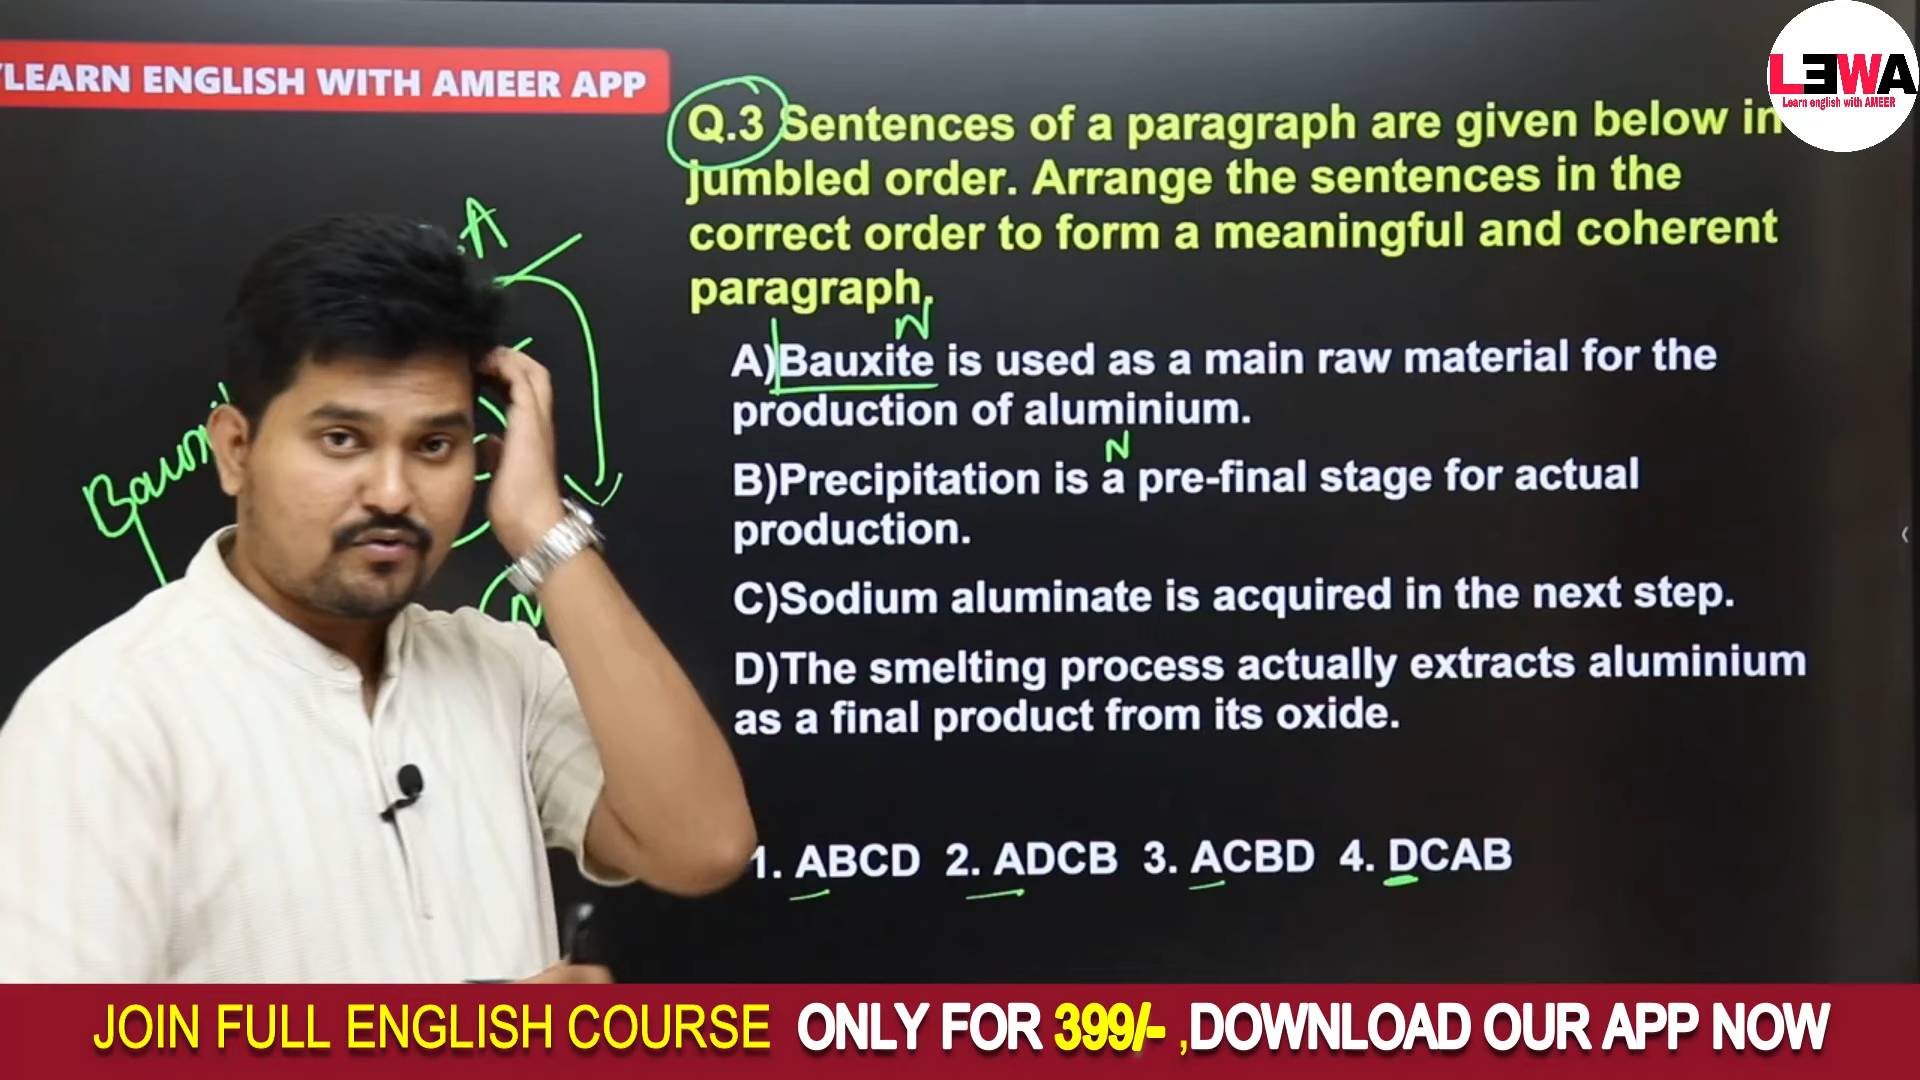 LEARN ENGLISH WITH AMEER APP
LEWA
Learn english with AMEER
Q.3 Sentences of a paragraph are given below in
jumbled order. Arrange the sentences in the
correct order to form a meaningful and coherent
paragraph.
N
A)Bauxite is used as a main raw material for the
production of aluminium.
N
B)Precipitation is a pre-final stage for actual
production.
C)Sodium aluminate is acquired in the next step.
D)The smelting process actually extracts aluminium
as a final product from its oxide.
1. ABCD 2. ADCB 3. ACBD 4. DCAB
A
N
JOIN FULL ENGLISH COURSE ONLY FOR 399/- ,DOWNLOAD OUR APP NOW